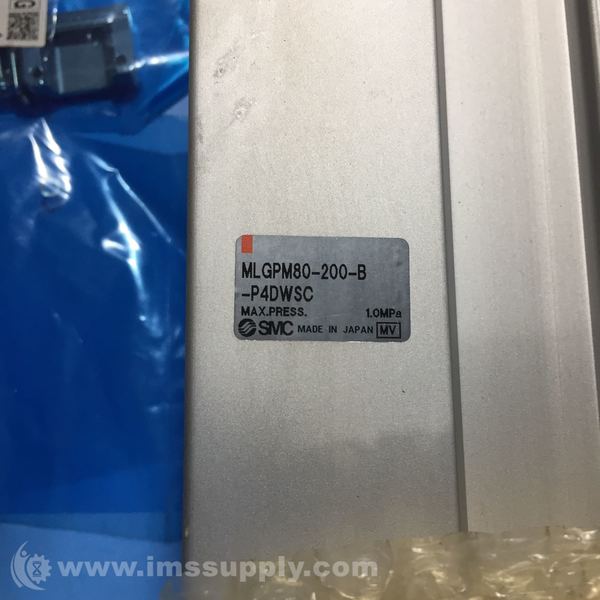 MLGPM80-200-B
-P4DWSC
MAX.PRESS. 1.0MPa
SMC MADE IN JAPAN MV
www.imssupply.com